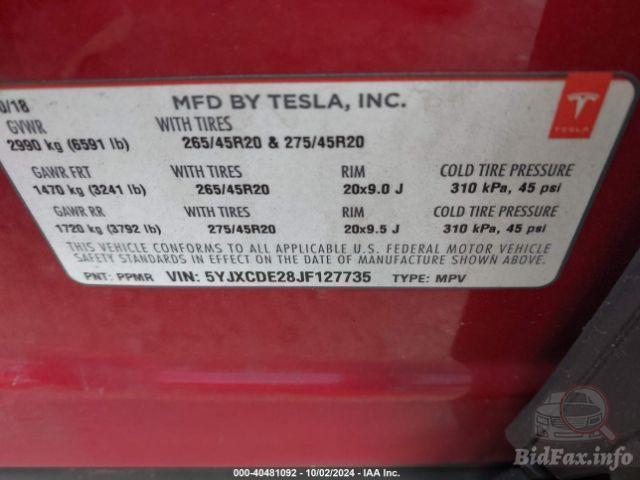 0/18 MFD BY TESLA, INC.
GVWR WITH TIRES
2990 kg (6591 lb) 265/45R20 & 275/45R20
TESLA
GAWR FRT WITH TIRES RIM COLD TIRE PRESSURE
1470 kg (3241 lb) 265/45R20 20x9.0 J 310 kPa, 45 psi
GAWR RR WITH TIRES RIM COLD TIRE PRESSURE
1720 kg (3792 lb) 275/45R20 20x9.5 J 310 kPa, 45 psi
THIS VEHICLE CONFORMS TO ALL APPLICABLE U.S. FEDERAL MOTOR VEHICLE
SAFETY STANDARDS IN EFFECT ON THE DATE OF MANUFACTURE SHOWN ABOVE.
PNT: PPMR VIN: 5YJXCDE28JF127735 TYPE: MPV
BidFax.info
000-40481092 - 10/02/2024 - IAA Inc.